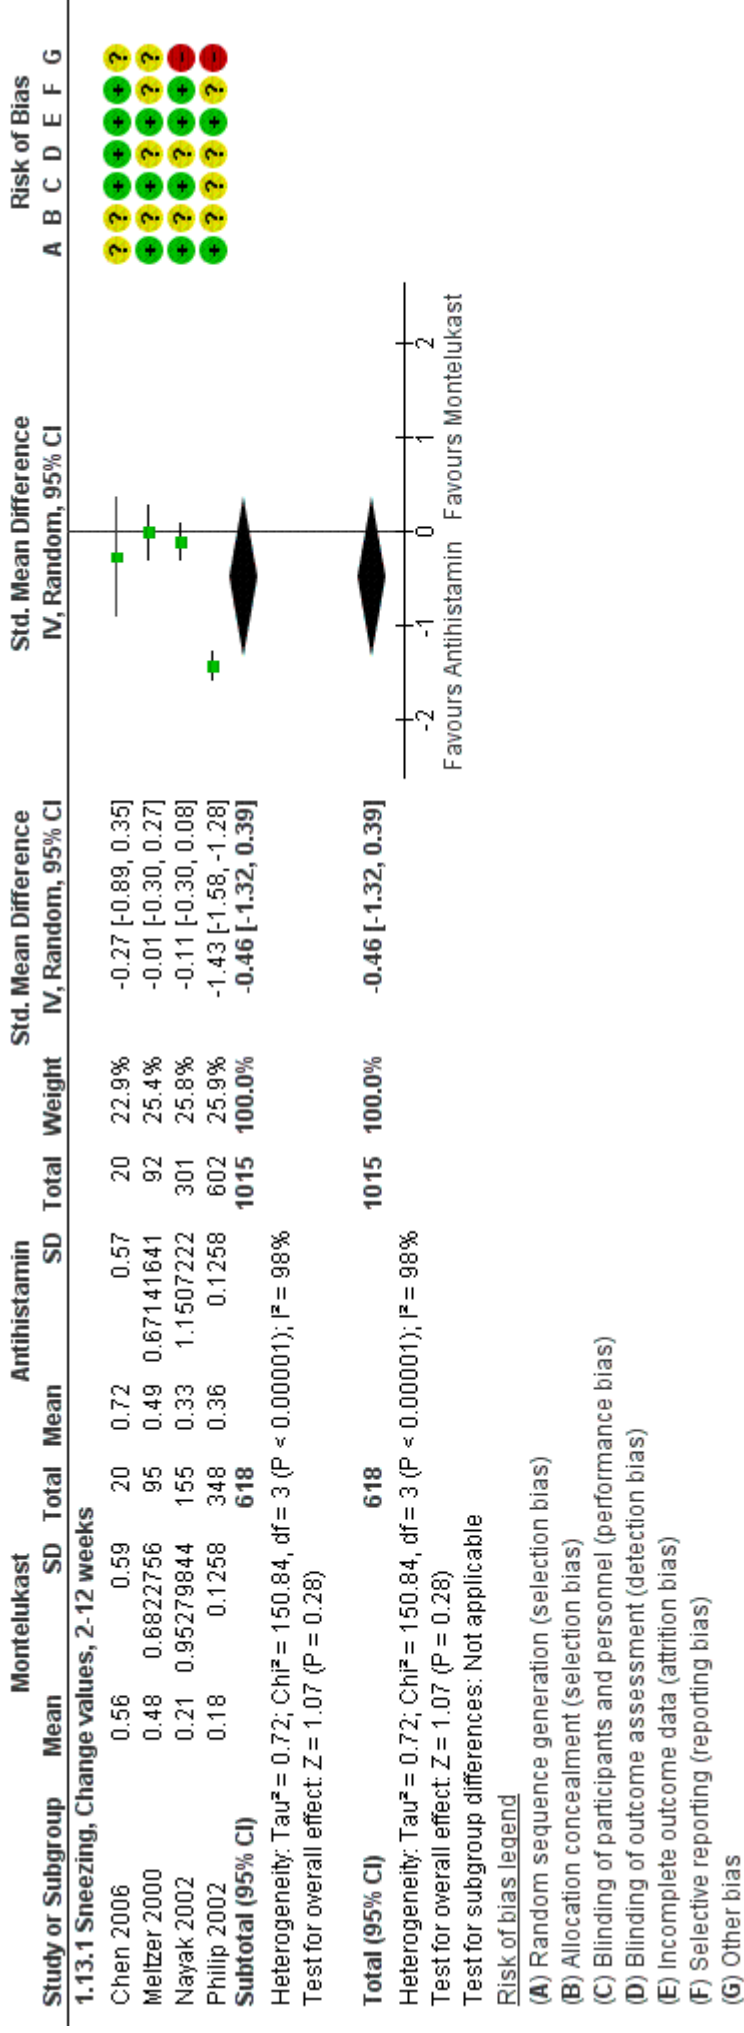 Montelukast Antihistamin Std. Mean Difference Std. Mean Difference Risk of Bias
Study or Subgroup Mean SD Total Mean SD Total Weight IV, Random, 95% CI IV, Random, 95% CI A B C D E F G
1.13.1 Sneezing, Change values, 2-12 weeks
Chen 2006 0.56 0.59 20 0.72 0.57 20 22.9% -0.27 [-0.89, 0.35] ? ? + + + + ?
Meltzer 2000 0.48 0.6822756 95 0.49 0.67141641 92 25.4% -0.01 [-0.30, 0.27] + ? + ? + ? ?
Nayak 2002 0.21 0.95279844 155 0.33 1.1507222 301 25.8% -0.11 [-0.30, 0.08] + ? + ? + + -
Philip 2002 0.18 0.1258 348 0.36 0.1258 602 25.9% -1.43 [-1.58, -1.28] + ? ? ? + ? -
Subtotal (95% CI) 618 1015 100.0% -0.46 [-1.32, 0.39]
Heterogeneity: Tau² = 0.72; Chi² = 150.84, df = 3 (P < 0.00001); I² = 98%
Test for overall effect: Z = 1.07 (P = 0.28)
Total (95% CI) 618 1015 100.0% -0.46 [-1.32, 0.39]
Heterogeneity: Tau² = 0.72; Chi² = 150.84, df = 3 (P < 0.00001); I² = 98%
Test for overall effect: Z = 1.07 (P = 0.28)
Test for subgroup differences: Not applicable
-2 -1 0 1 2
Favours Antihistamin Favours Montelukast
Risk of bias legend
(A) Random sequence generation (selection bias)
(B) Allocation concealment (selection bias)
(C) Blinding of participants and personnel (performance bias)
(D) Blinding of outcome assessment (detection bias)
(E) Incomplete outcome data (attrition bias)
(F) Selective reporting (reporting bias)
(G) Other bias